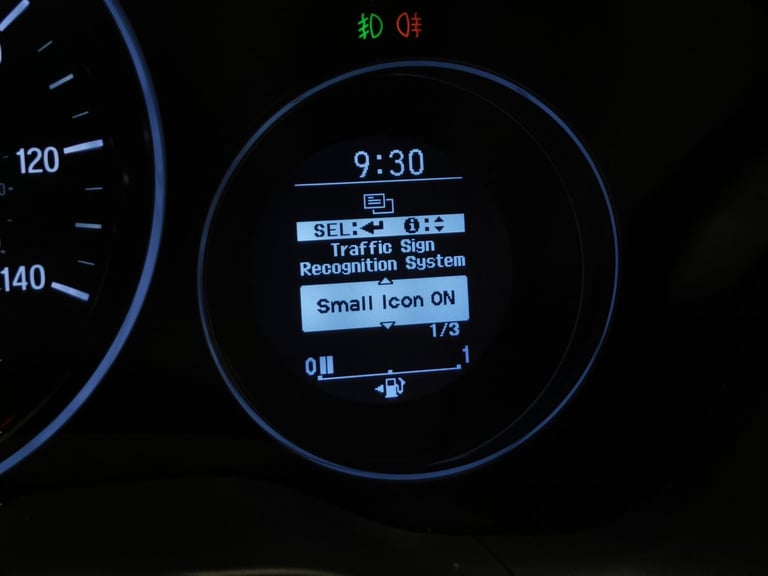 9:30
SEL: i:
Traffic Sign
Recognition System
Small Icon ON
1/3
0 1
120
140